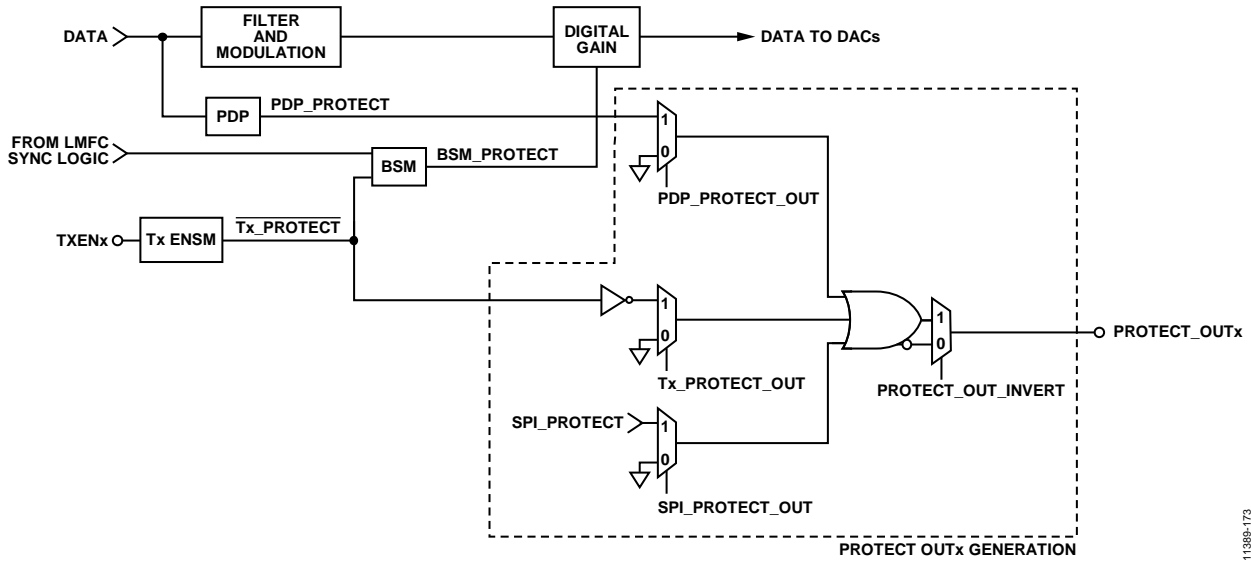 DATA
FILTER
AND
MODULATION
DIGITAL
GAIN
DATA TO DACs
PDP
PDP_PROTECT
FROM LMFC
SYNC LOGIC
BSM
BSM_PROTECT
1
0
PDP_PROTECT_OUT
TXENx
Tx ENSM
Tx_PROTECT
1
0
Tx_PROTECT_OUT
1
0
PROTECT_OUT_INVERT
PROTECT_OUTx
SPI_PROTECT
1
0
SPI_PROTECT_OUT
PROTECT OUTx GENERATION
11389-173